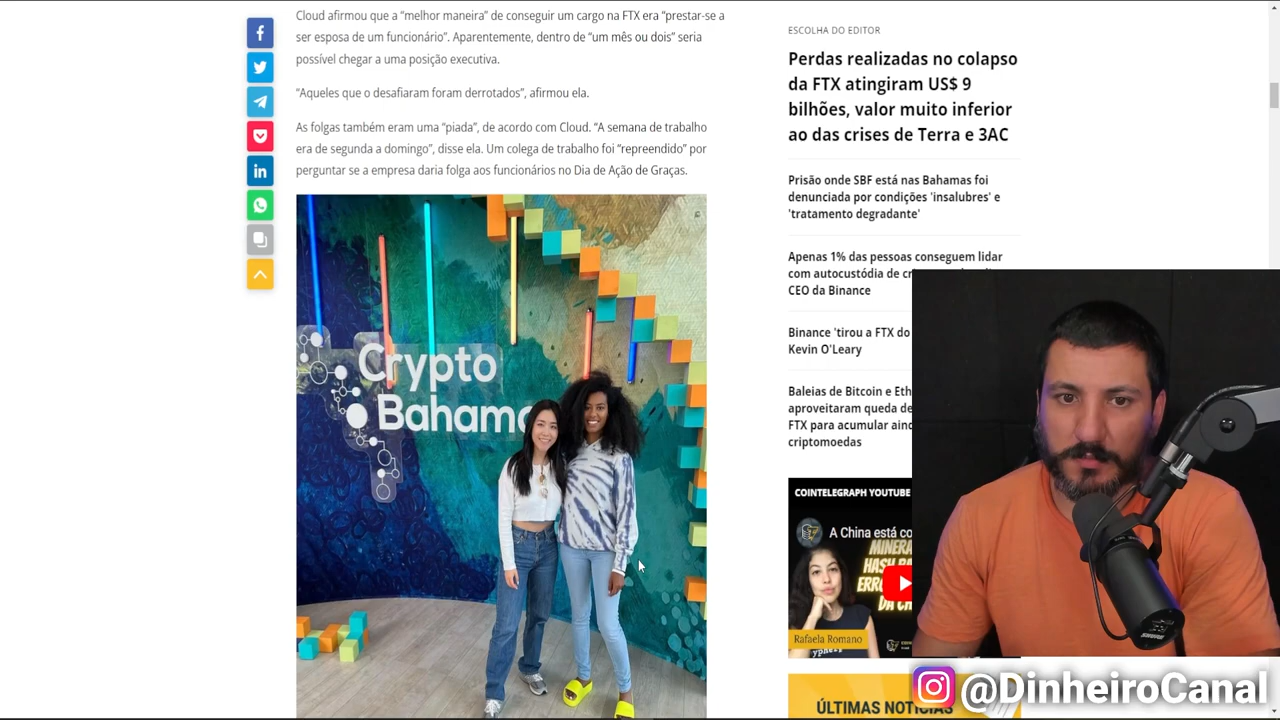 Cloud afirmou que a “melhor maneira” de conseguir um cargo na FTX era “prestar-se a
ser esposa de um funcionário”. Aparentemente, dentro de “um mês ou dois” seria
possível chegar a uma posição executiva.
“Aqueles que o desafiaram foram derrotados”, afirmou ela.
As folgas também eram uma “piada”, de acordo com Cloud. “A semana de trabalho
era de segunda a domingo”, disse ela. Um colega de trabalho foi “repreendido” por
perguntar se a empresa daria folga aos funcionários no Dia de Ação de Graças.
Crypto
Bahama
ESCOLHA DO EDITOR
Perdas realizadas no colapso
da FTX atingiram US$ 9
bilhões, valor muito inferior
ao das crises de Terra e 3AC
Prisão onde SBF está nas Bahamas foi
denunciada por condições 'insalubres' e
'tratamento degradante'
Apenas 1% das pessoas conseguem lidar
com autocustódia de
CEO da Binance
Binance 'tirou a FTX do
Kevin O'Leary
Baleias de Bitcoin e Eth
aproveitaram queda de
FTX para acumular
criptomoedas
COINTELEGRAPH YOUTUBE
A China está co
MINERA
HASH
ERRO
DA
Rafaela Romano
ÚLTIMAS NOTÍCIAS
@DinheiroCanal